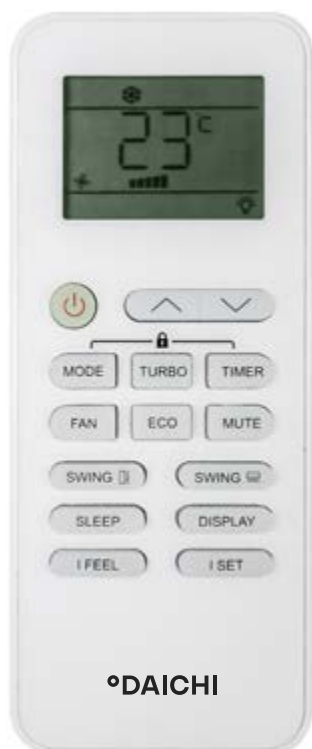 23 °C
MODE TURBO TIMER
FAN ECO MUTE
SWING SWING
SLEEP DISPLAY
I FEEL I SET
°DAICHI